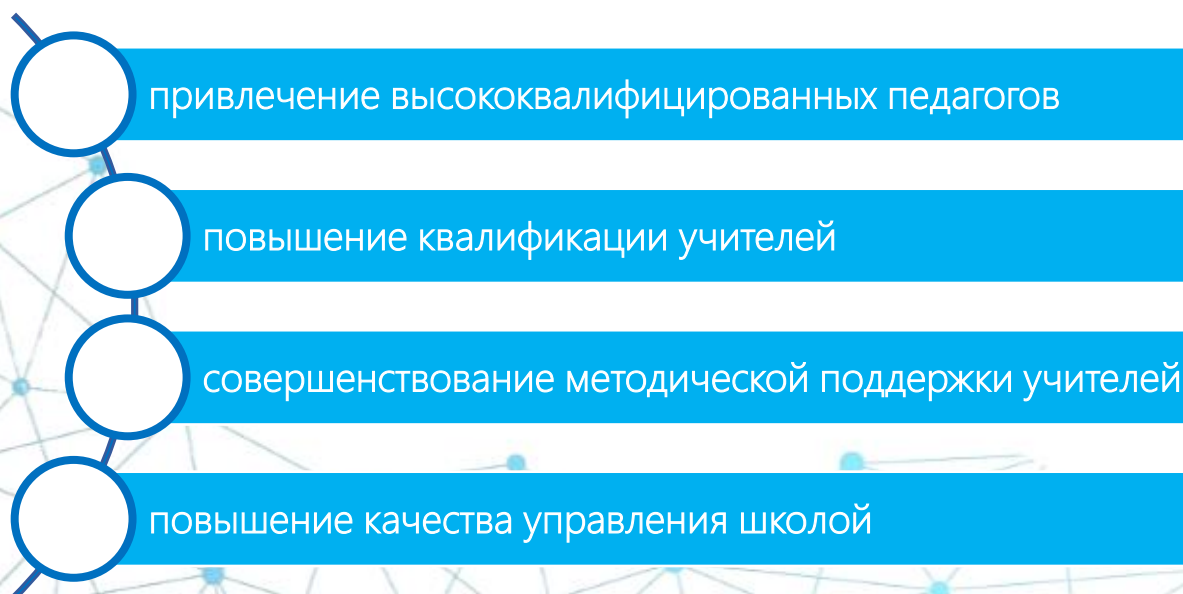 привлечение высококвалифицированных педагогов
повышение квалификации учителей
совершенствование методической поддержки учителей
повышение качества управления школой